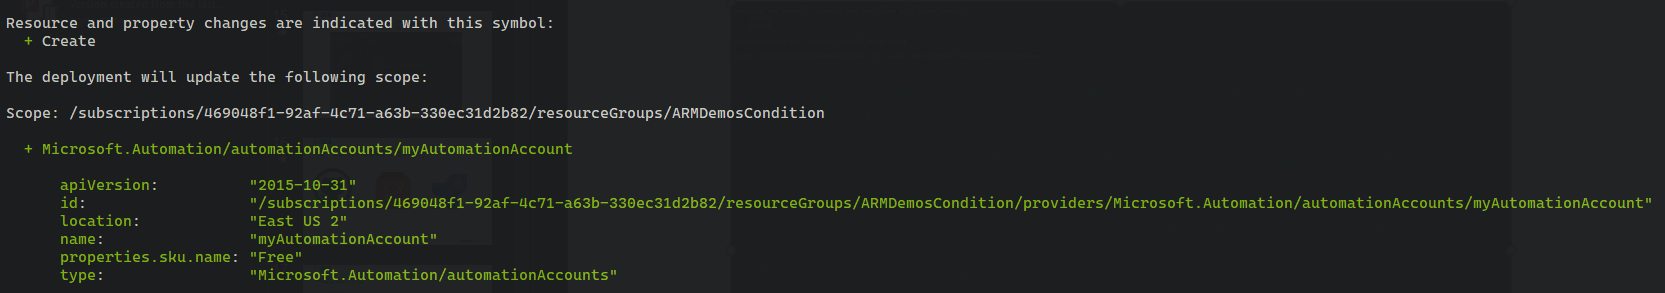 Resource and property changes are indicated with this symbol:
+ Create
The deployment will update the following scope:
Scope: /subscriptions/469048f1-92af-4c71-a63b-330ec31d2b82/resourceGroups/ARMDemosCondition
+ Microsoft.Automation/automationAccounts/myAutomationAccount
apiVersion: "2015-10-31"
id: "/subscriptions/469048f1-92af-4c71-a63b-330ec31d2b82/resourceGroups/ARMDemosCondition/providers/Microsoft.Automation/automationAccounts/myAutomationAccount"
location: "East US 2"
name: "myAutomationAccount"
properties.sku.name: "Free"
type: "Microsoft.Automation/automationAccounts"